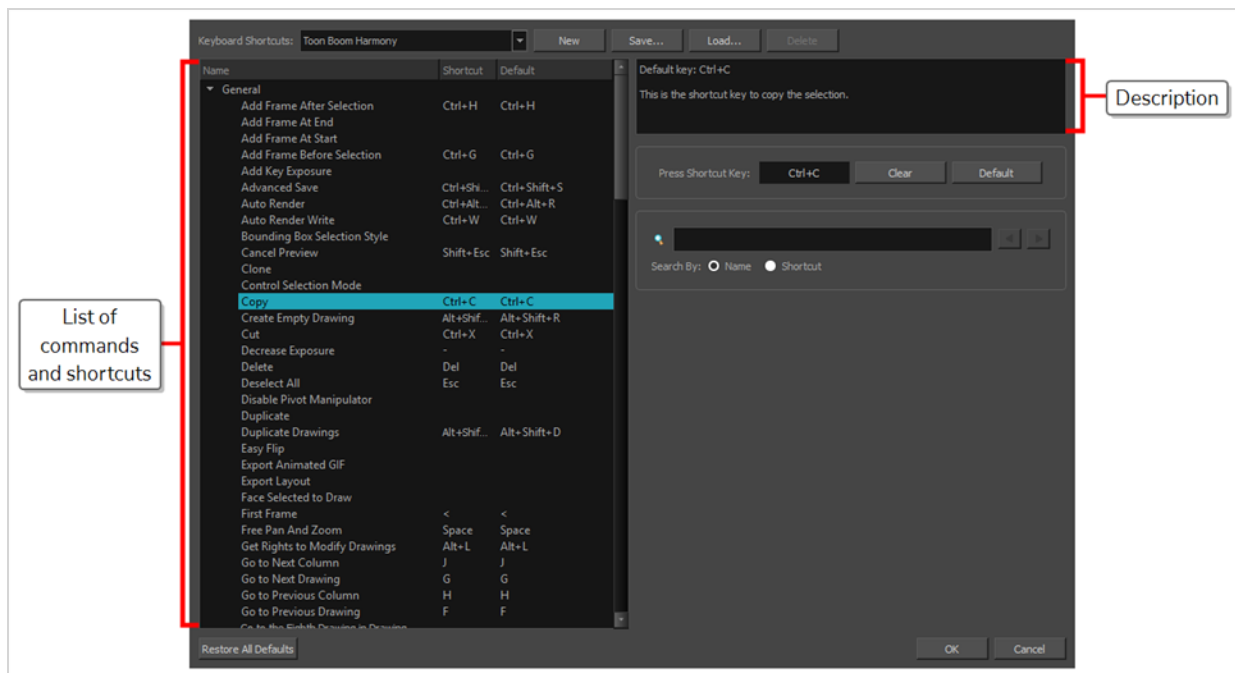 Keyboard Shortcuts: Toon Boom Harmony New Save... Load... Delete
Name Shortcut Default
General
Add Frame After Selection Ctrl+H Ctrl+H
Add Frame At End
Add Frame At Start
Add Frame Before Selection Ctrl+G Ctrl+G
Add Key Exposure
Advanced Save Ctrl+Shi... Ctrl+Shift+S
Auto Render Ctrl+Alt... Ctrl+Alt+R
Auto Render Write Ctrl+W Ctrl+W
Bounding Box Selection Style
Cancel Preview Shift+Esc Shift+Esc
Clone
Control Selection Mode
Copy Ctrl+C Ctrl+C
Create Empty Drawing Alt+Shif... Alt+Shift+R
Cut Ctrl+X Ctrl+X
Decrease Exposure - -
Delete Del Del
Deselect All Esc Esc
Disable Pivot Manipulator
Duplicate
Duplicate Drawings Alt+Shif... Alt+Shift+D
Easy Flip
Export Animated GIF
Export Layout
Face Selected to Draw
First Frame < <
Free Pan And Zoom Space Space
Get Rights to Modify Drawings Alt+L Alt+L
Go to Next Column J J
Go to Next Drawing G G
Go to Previous Column H H
Go to Previous Drawing F F
Go to the Eighth Drawing in Drawing
Default key: Ctrl+C
This is the shortcut key to copy the selection.
Press Shortcut Key: Ctrl+C Clear Default
Search By: Name Shortcut
Restore All Defaults OK Cancel
List of
commands
and shortcuts
Description